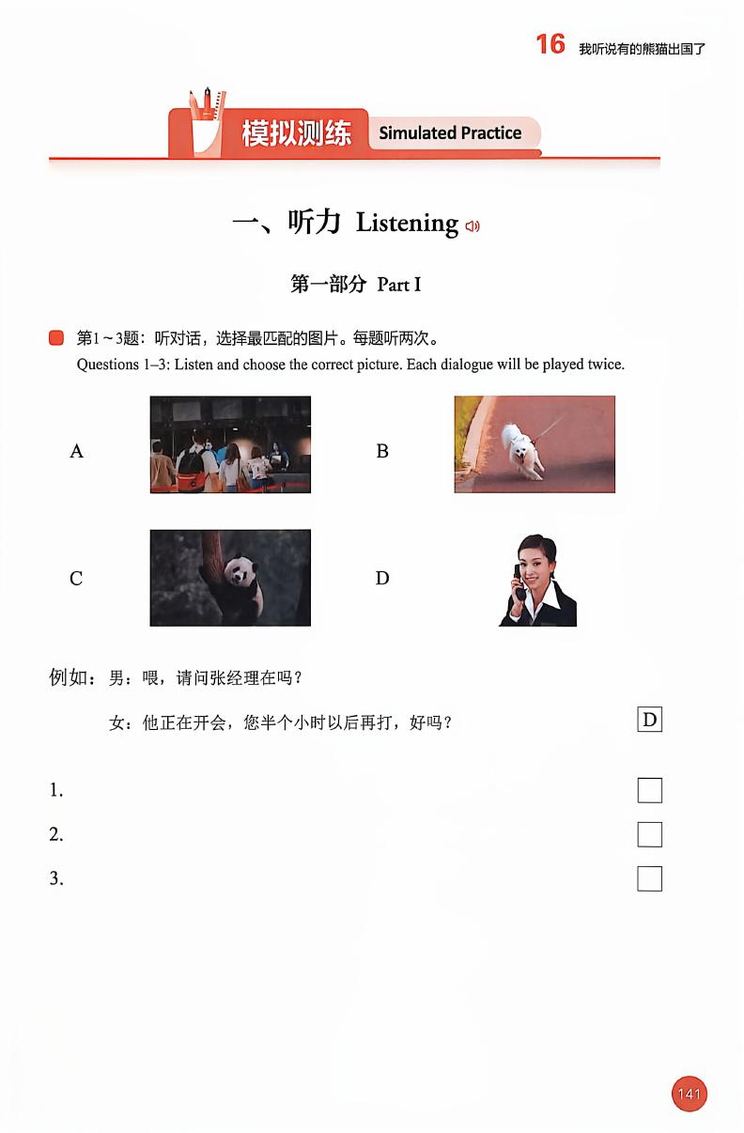 16 我听说有的熊猫出国了
模拟测练 Simulated Practice
一、听力 Listening
第一部分 Part I
第1～3题：听对话，选择最匹配的图片。每题听两次。
Questions 1–3: Listen and choose the correct picture. Each dialogue will be played twice.
A
B
C
D
例如：男：喂，请问张经理在吗？
女：他正在开会，您半个小时以后再打，好吗？ D
1.
2.
3.
141